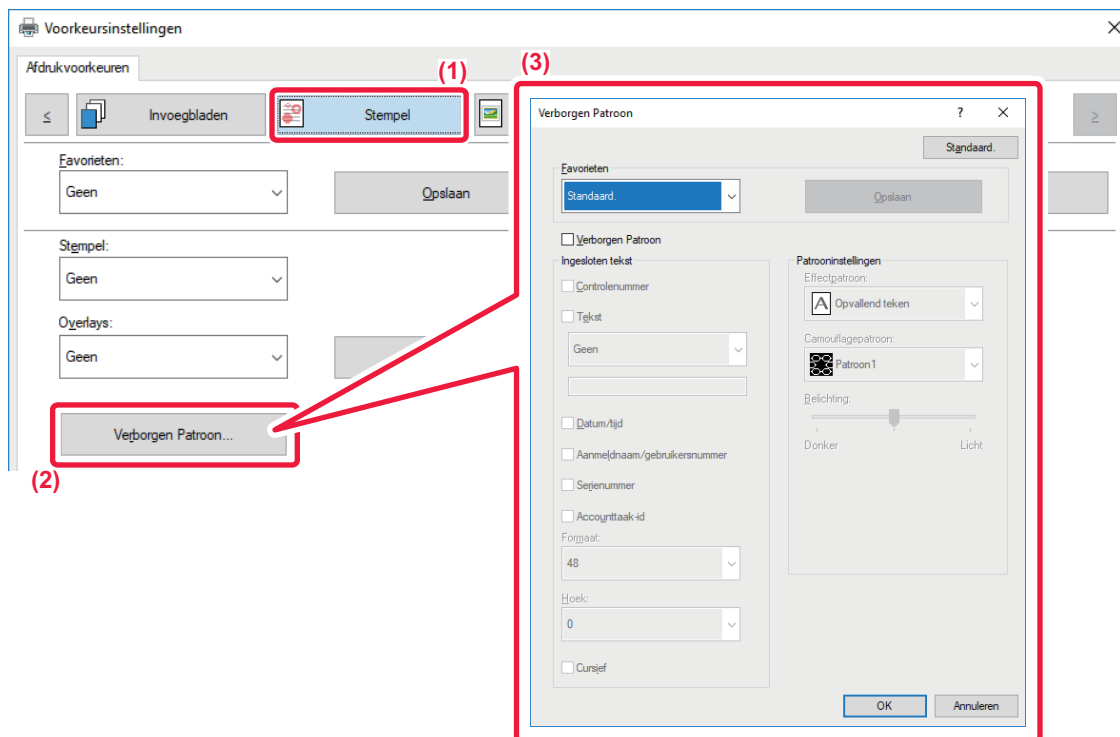 Voorkeursinstellingen
Afdrukvoorkeuren
(1)
<
Invoegbladen
Stempel
>
Favorieten:
Geen
Opslaan
Stempel:
Geen
Overlays:
Geen
Verborgen Patroon...
(2)
(3)
Verborgen Patroon
?
Standaard.
Favorieten
Standaard.
Opslaan
Verborgen Patroon
Ingesloten tekst
Controlenummer
Tekst
Geen
Datum/tijd
Aanmeldnaam/gebruikersnummer
Serienummer
Accounttaak-id
Formaat:
48
Hoek:
0
Cursief
Patrooninstellingen
Effectpatroon:
A Opvallend teken
Camouflagepatroon:
Patroon1
Belichting:
Donker Licht
OK Annuleren